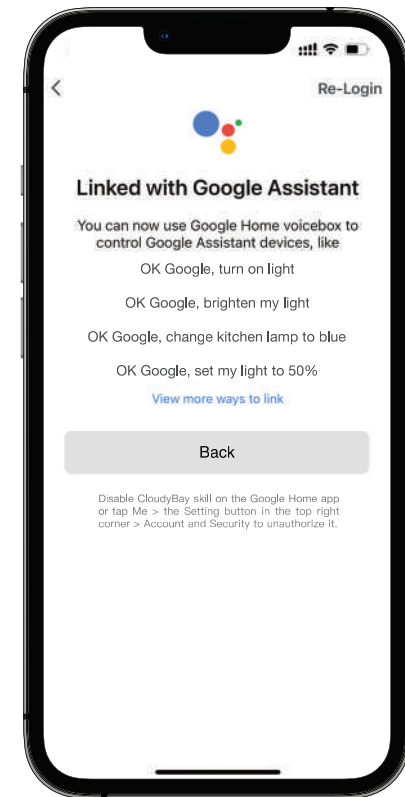 Re-Login
Linked with Google Assistant
You can now use Google Home voicebox to
control Google Assistant devices, like
OK Google, turn on light
OK Google, brighten my light
OK Google, change kitchen lamp to blue
OK Google, set my light to 50%
View more ways to link
Back
Disable CloudyBay skill on the Google Home app
or tap Me > the Setting button in the top right
corner > Account and Security to unauthorize it.